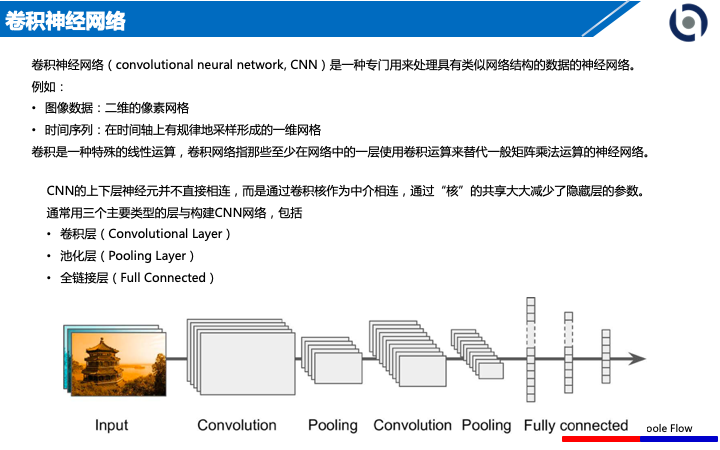 卷积神经网络
卷积神经网络（convolutional neural network, CNN）是一种专门用来处理具有类似网络结构的数据的神经网络。
例如：
• 图像数据：二维的像素网格
• 时间序列：在时间轴上有规律地采样形成的一维网格
卷积是一种特殊的线性运算，卷积网络指那些至少在网络中的一层使用卷积运算来替代一般矩阵乘法运算的神经网络。
CNN的上下层神经元并不直接相连，而是通过卷积核作为中介相连，通过“核”的共享大大减少了隐藏层的参数。
通常用三个主要类型的层与构建CNN网络，包括
• 卷积层（Convolutional Layer）
• 池化层（Pooling Layer）
• 全链接层（Full Connected）
Input Convolution Pooling Convolution Pooling Fully connected
oole Flow